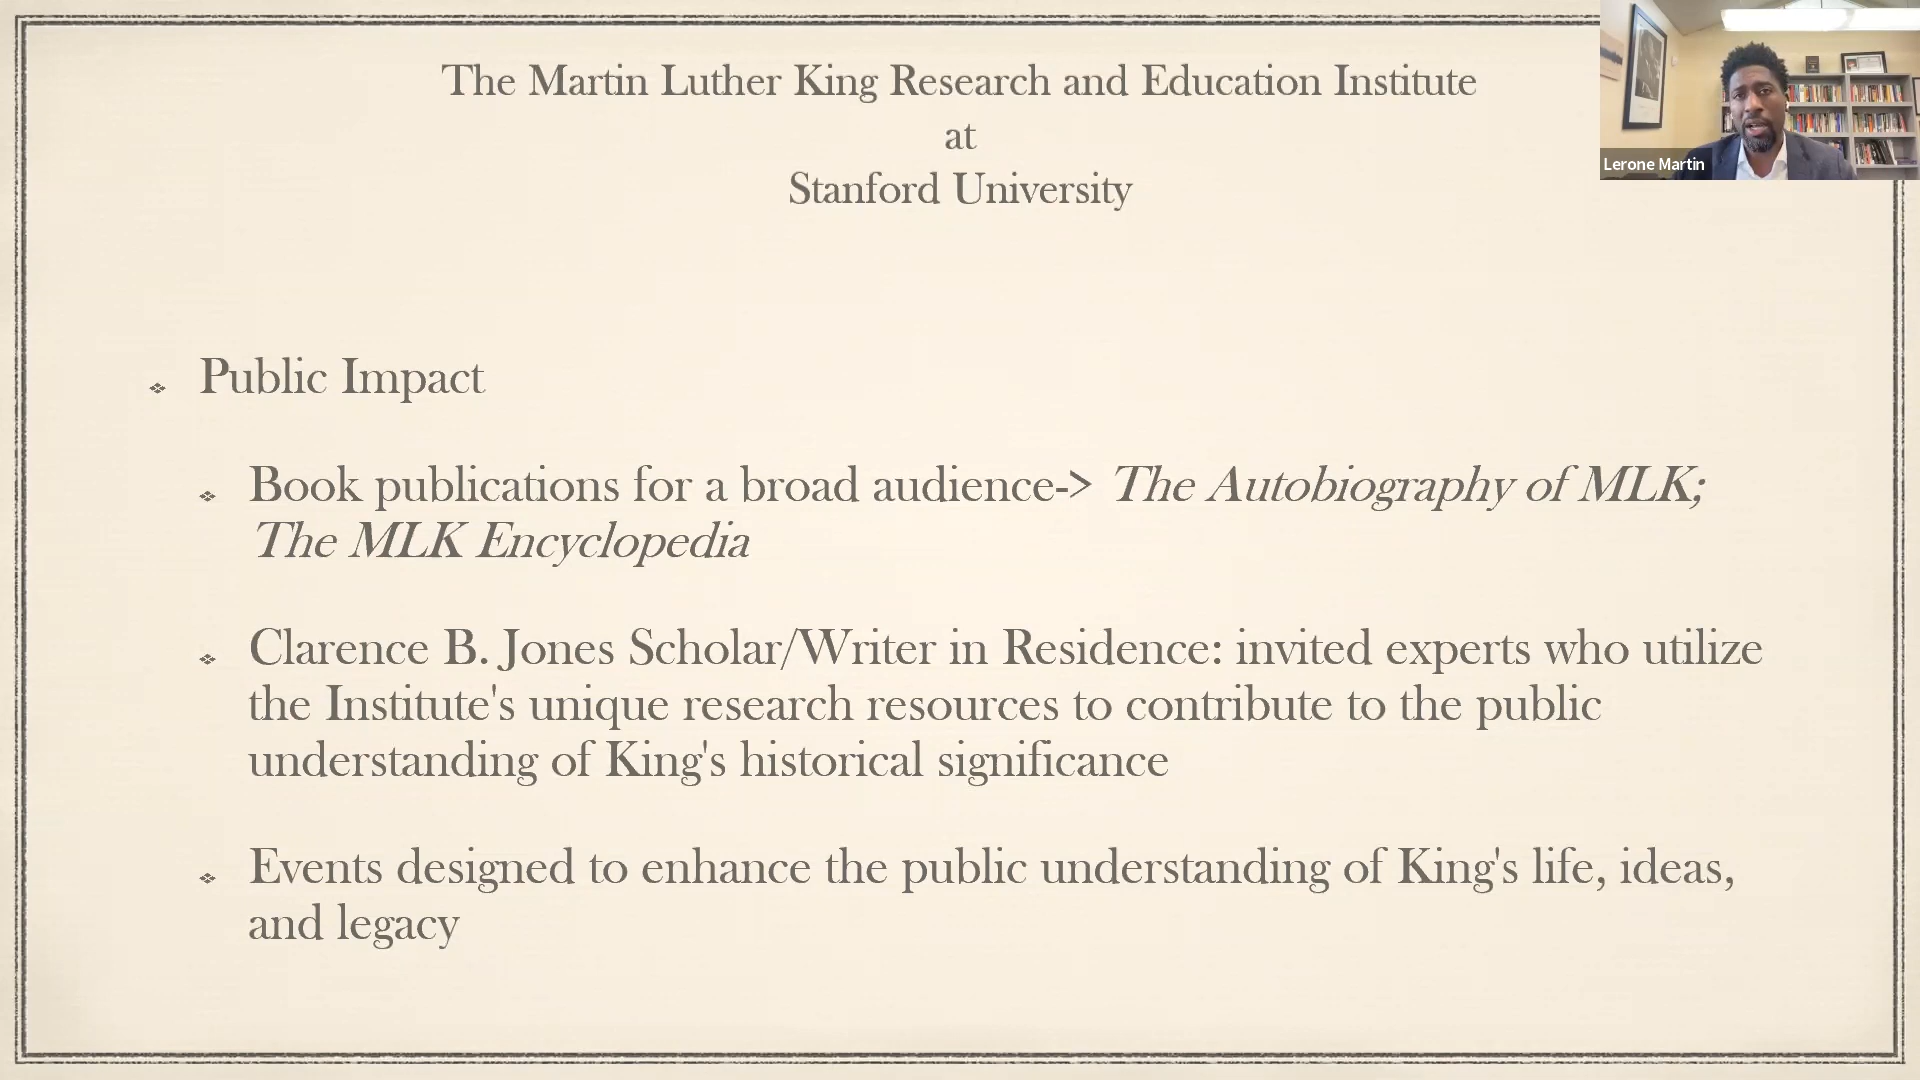 The Martin Luther King Research and Education Institute
at
Stanford University
Lerone Martin
Public Impact
Book publications for a broad audience-> The Autobiography of MLK;
The MLK Encyclopedia
Clarence B. Jones Scholar/Writer in Residence: invited experts who utilize
the Institute's unique research resources to contribute to the public
understanding of King's historical significance
Events designed to enhance the public understanding of King's life, ideas,
and legacy